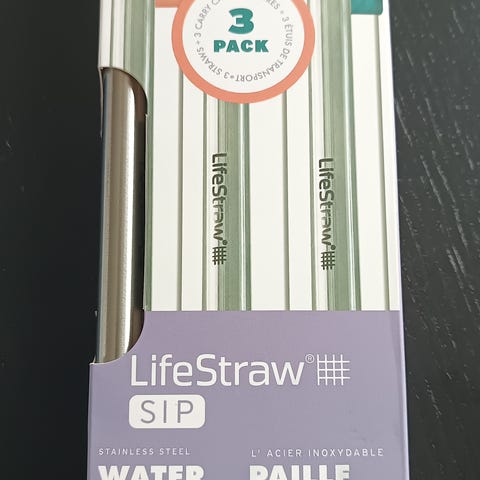 3
PACK
• 3 STRAWS + 3 CARRY
3 ÉTUIS DE TRANSPORT •
LifeStraw®
LifeStraw®
LifeStraw®
SIP
STAINLESS STEEL
WATER
L' ACIER INOXYDABLE
PAILLE